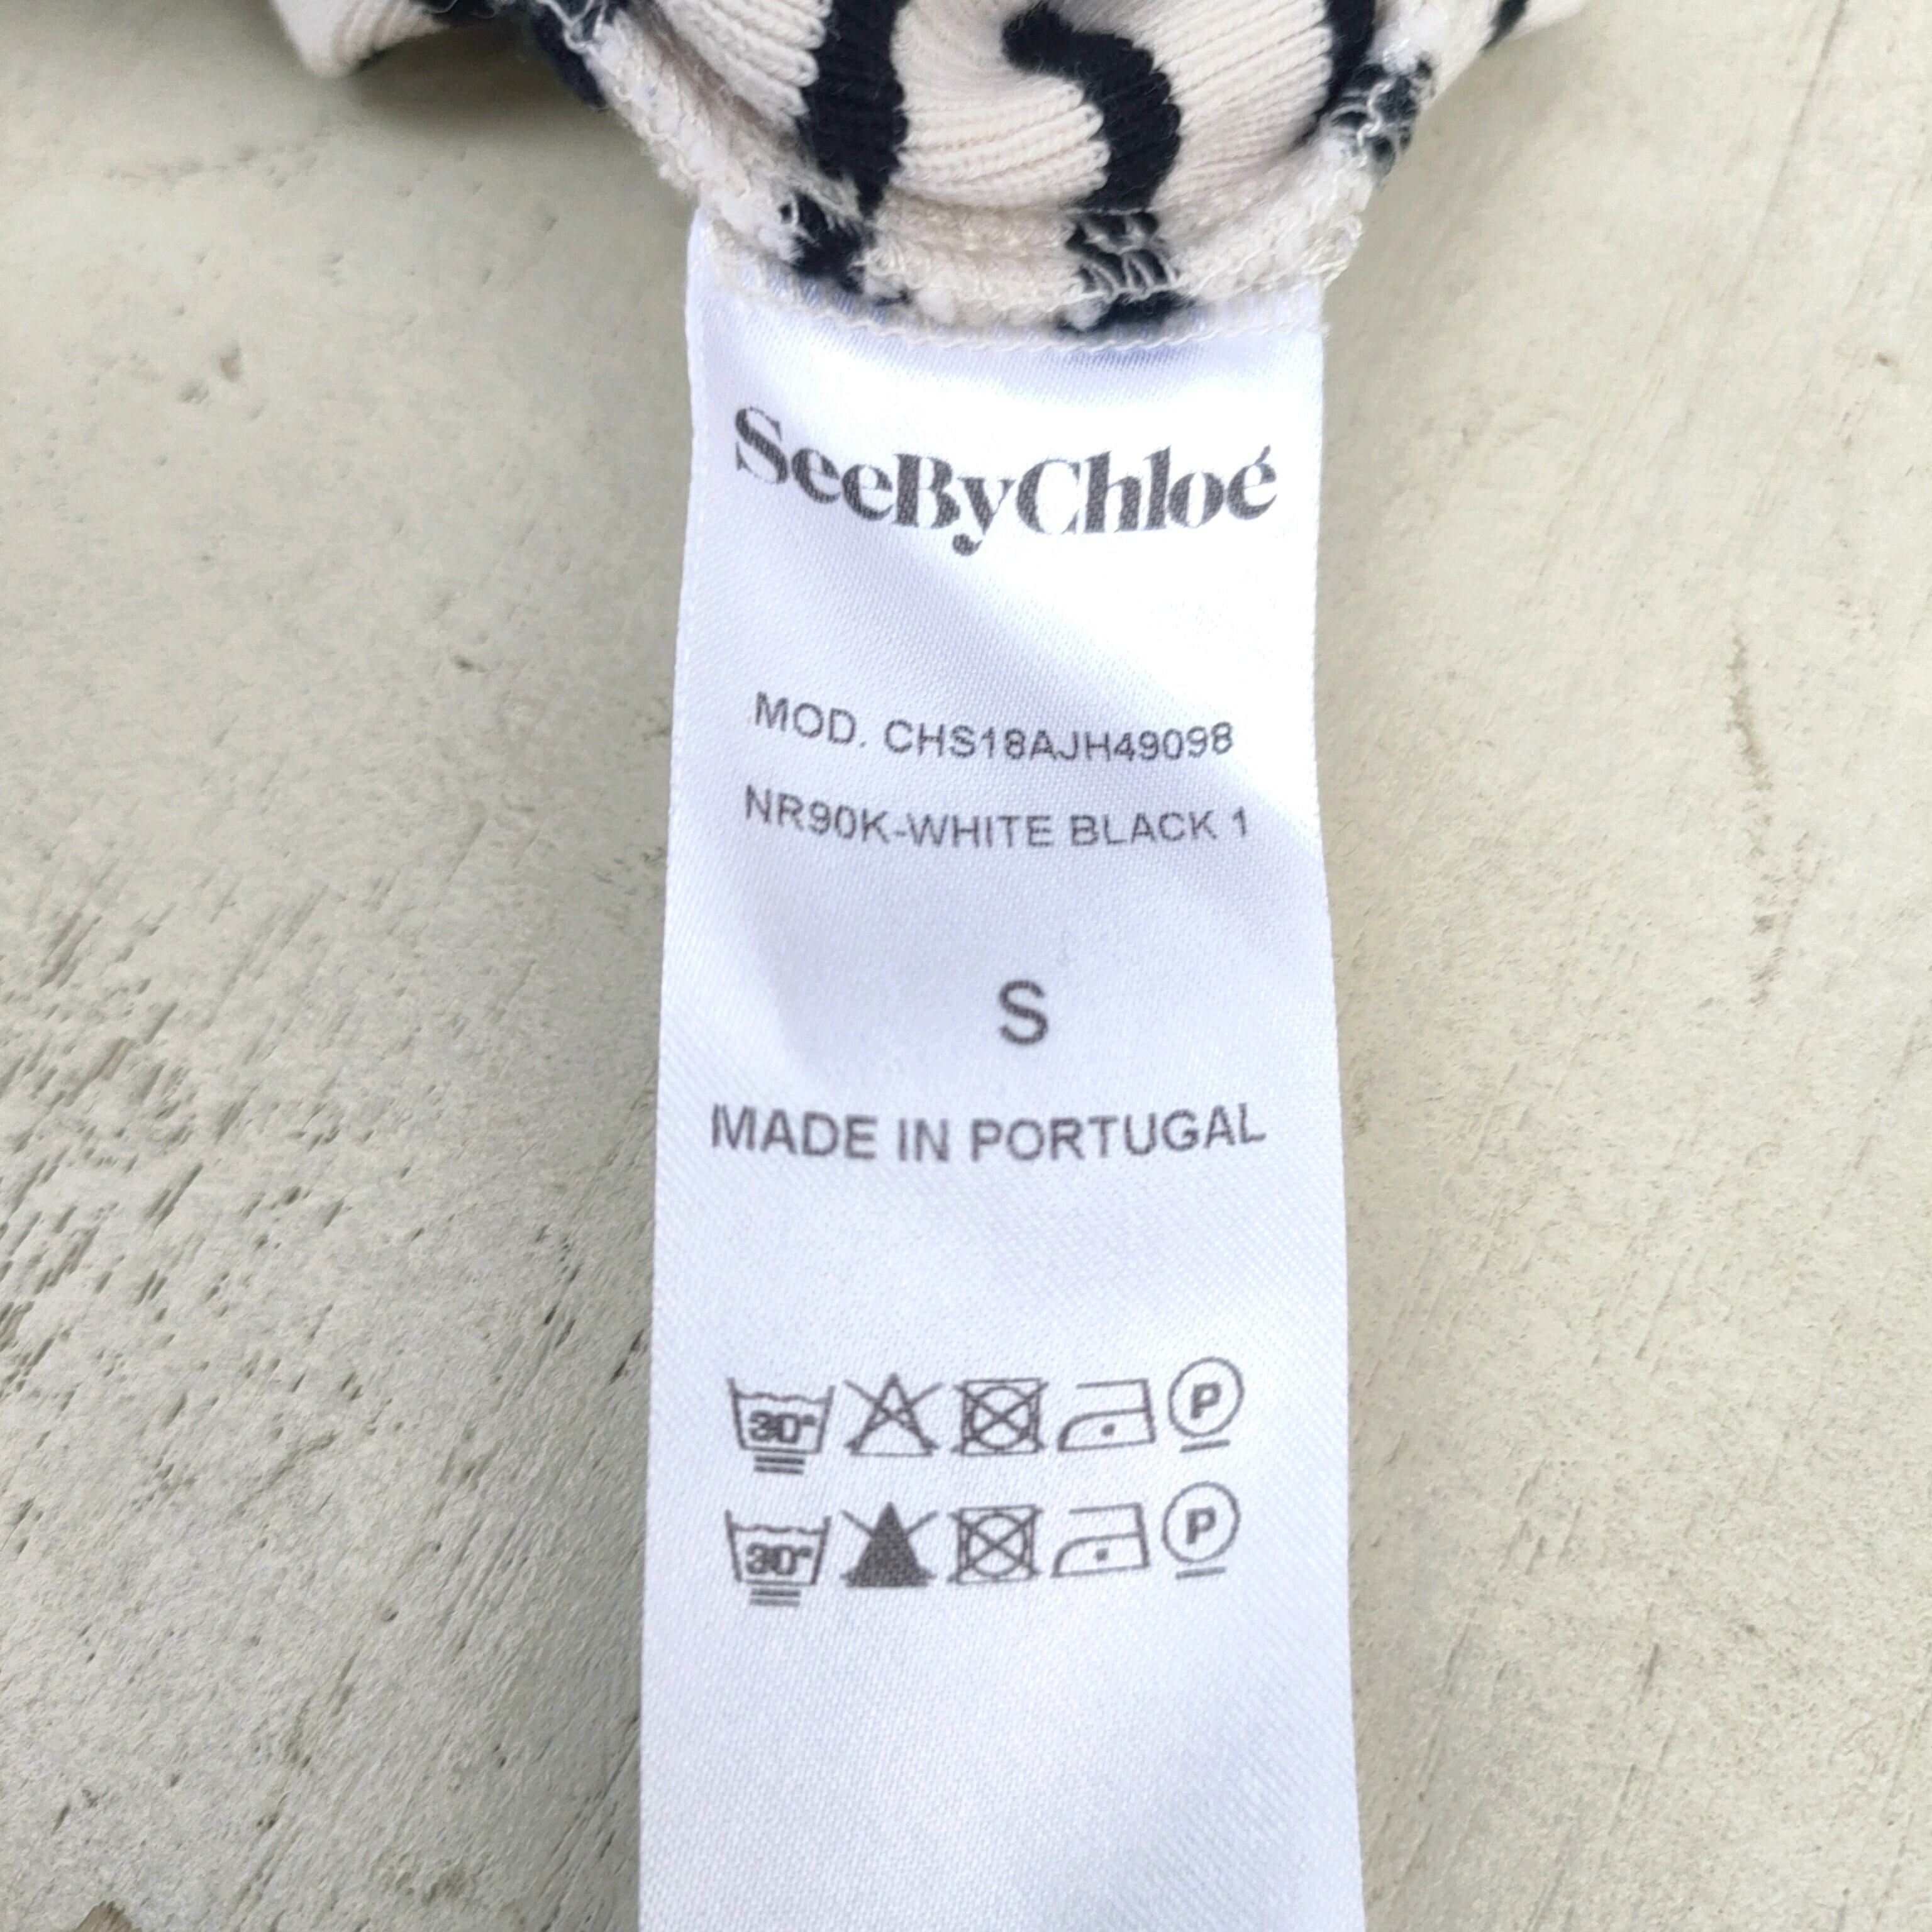 SeeByChloé
MOD. CHS18AJH49098
NR90K-WHITE BLACK 1
S
MADE IN PORTUGAL
30° P
30° P